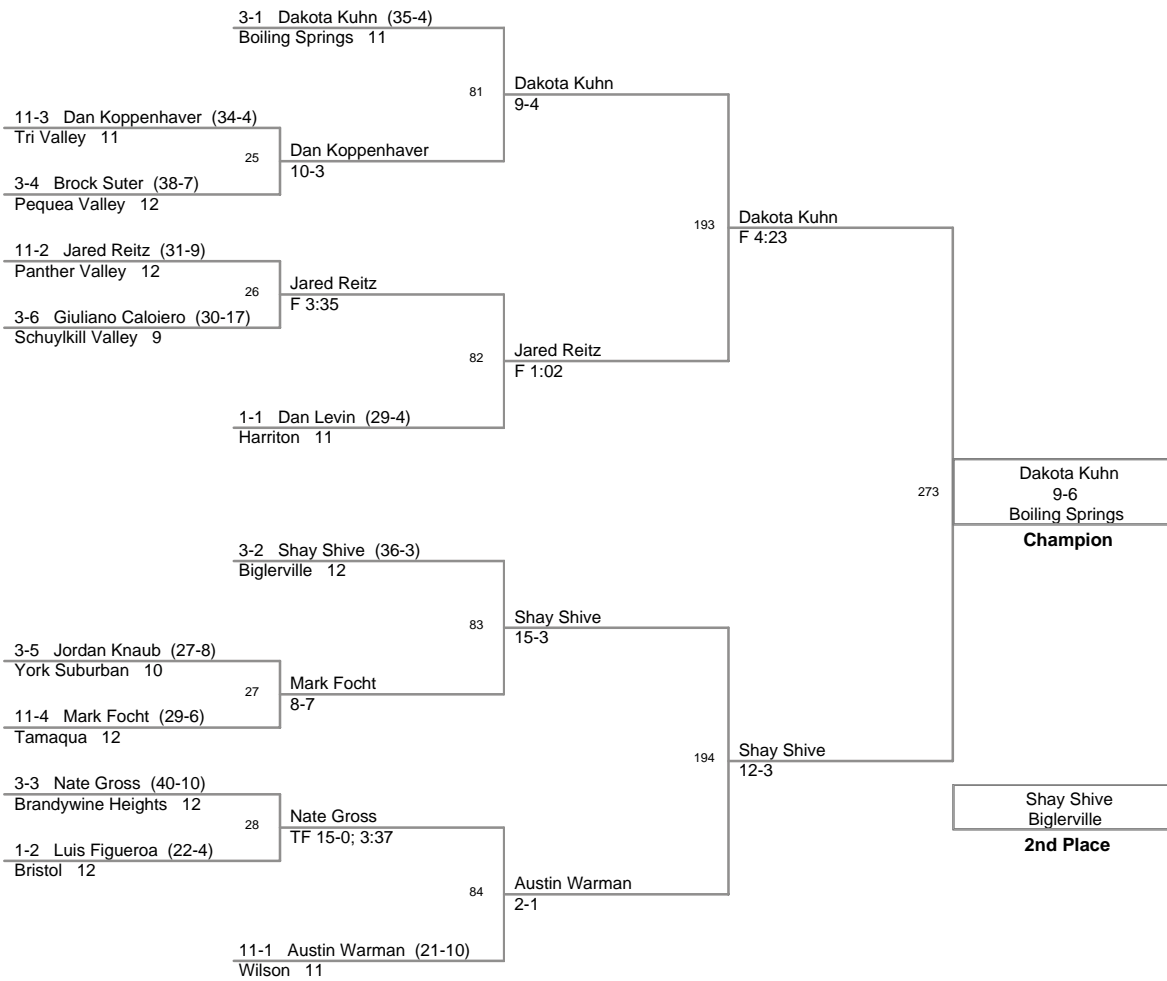 3-1 Dakota Kuhn (35-4)
Boiling Springs 11
81
Dakota Kuhn
9-4
11-3 Dan Koppenhaver (34-4)
Tri Valley 11
25
Dan Koppenhaver
10-3
3-4 Brock Suter (38-7)
Pequea Valley 12
193
Dakota Kuhn
F 4:23
11-2 Jared Reitz (31-9)
Panther Valley 12
26
Jared Reitz
F 3:35
3-6 Giuliano Caloiero (30-17)
Schuylkill Valley 9
82
Jared Reitz
F 1:02
1-1 Dan Levin (29-4)
Harriton 11
273
Dakota Kuhn
9-6
Boiling Springs
Champion
3-2 Shay Shive (36-3)
Biglerville 12
83
Shay Shive
15-3
3-5 Jordan Knaub (27-8)
York Suburban 10
27
Mark Focht
8-7
11-4 Mark Focht (29-6)
Tamaqua 12
194
Shay Shive
12-3
3-3 Nate Gross (40-10)
Brandywine Heights 12
28
Nate Gross
TF 15-0; 3:37
1-2 Luis Figueroa (22-4)
Bristol 12
84
Austin Warman
2-1
11-1 Austin Warman (21-10)
Wilson 11
Shay Shive
Biglerville
2nd Place